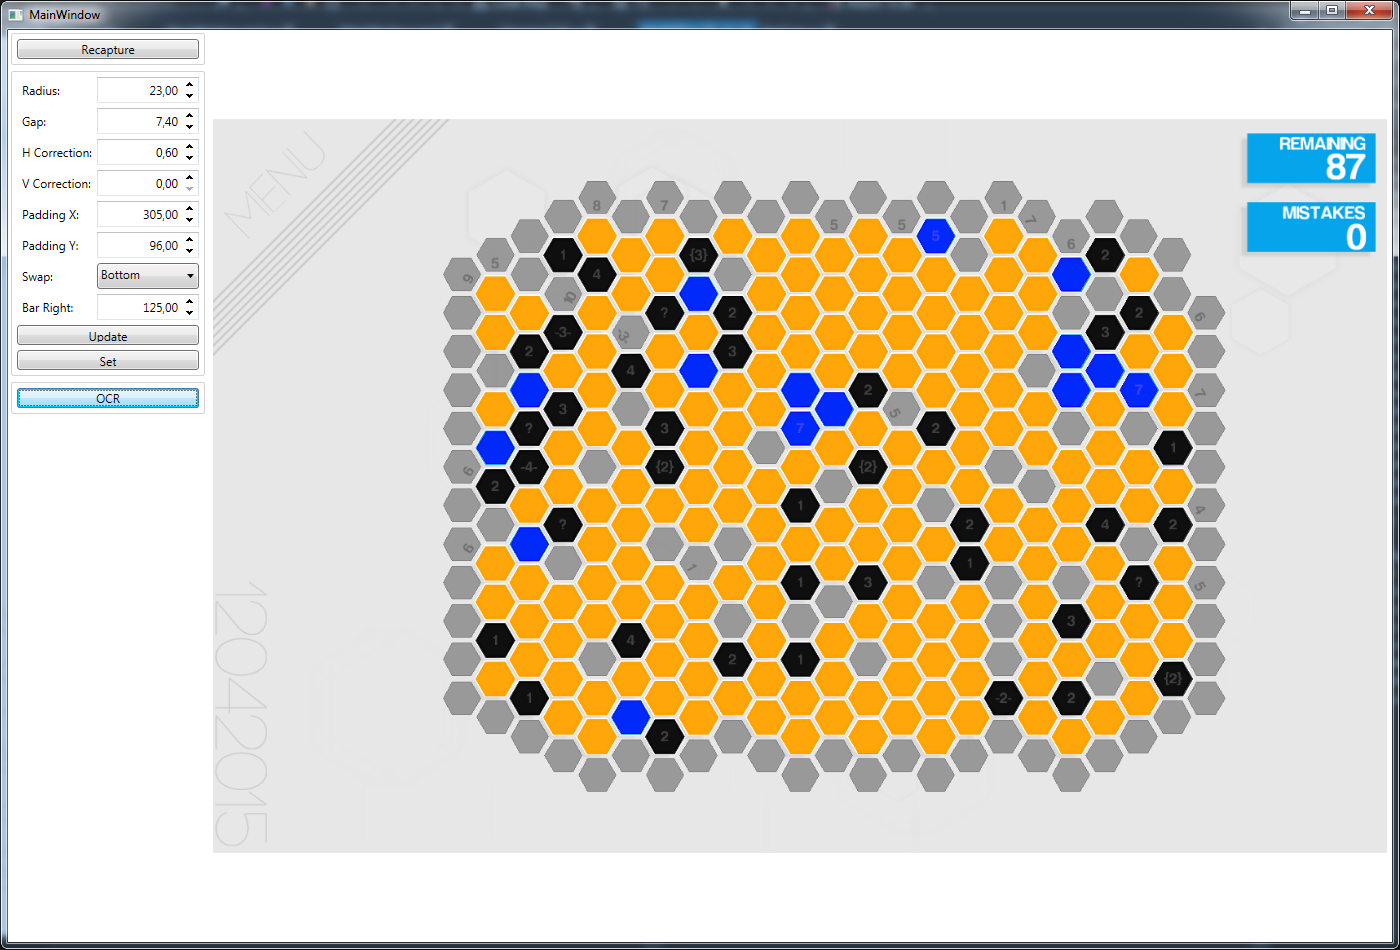 MainWindow
Recapture
Radius: 23,00
Gap: 7,40
H Correction: 0,60
V Correction: 0,00
Padding X: 305,00
Padding Y: 96,00
Swap: Bottom
Bar Right: 125,00
Update
Set
OCR
MENU
12042015
REMAINING
87
MISTAKES
0
8 7 1
5 5 5 7
6
1 {3} 2
5
9 4
10
? 2 2 6
-3- -3- 3
2 3
4
2 7 7
3 5
? 3 7 2
1
6 -4- {2} {2}
2
1 4
? 2 4 2
9
1 1
1 3 ? 5
3
1 4
2 1
{2}
1 -2- 2
2